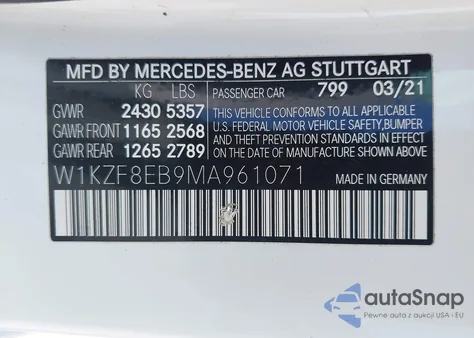 MFD BY MERCEDES-BENZ AG STUTTGART
KG LBS PASSENGER CAR 799 03/21
GVWR 2430 5357 THIS VEHICLE CONFORMS TO ALL APPLICABLE
GAWR FRONT 1165 2568 U.S. FEDERAL MOTOR VEHICLE SAFETY, BUMPER
GAWR REAR 1265 2789 AND THEFT PREVENTION STANDARDS IN EFFECT
ON THE DATE OF MANUFACTURE SHOWN ABOVE.
W1KZF8EB9MA961071 MADE IN GERMANY
autoSnap
Pewne auta z aukcji USA i EU